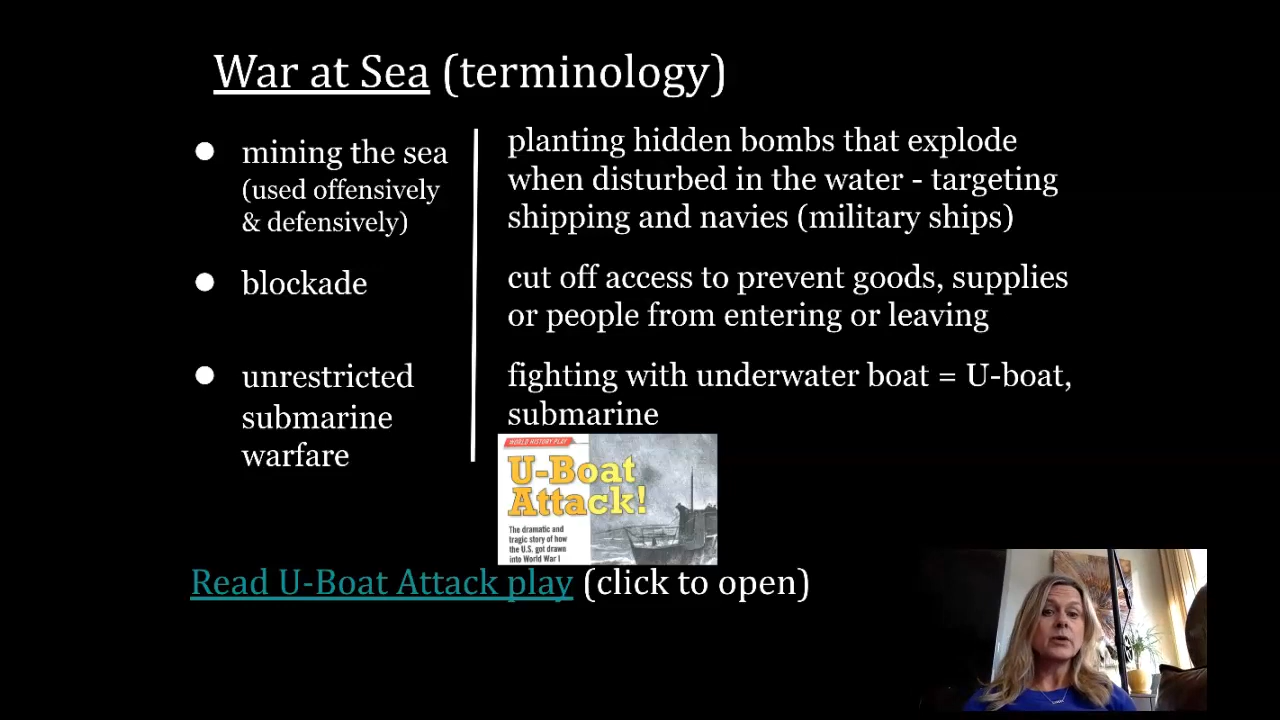 War at Sea (terminology)
● mining the sea
(used offensively
& defensively)
planting hidden bombs that explode
when disturbed in the water - targeting
shipping and navies (military ships)
● blockade
cut off access to prevent goods, supplies
or people from entering or leaving
● unrestricted
submarine
warfare
fighting with underwater boat = U-boat,
submarine
WORLD HISTORY PLAY
U-Boat
Attack!
The dramatic and
tragic story of how
the U.S. got drawn
into World War I
Read U-Boat Attack play (click to open)